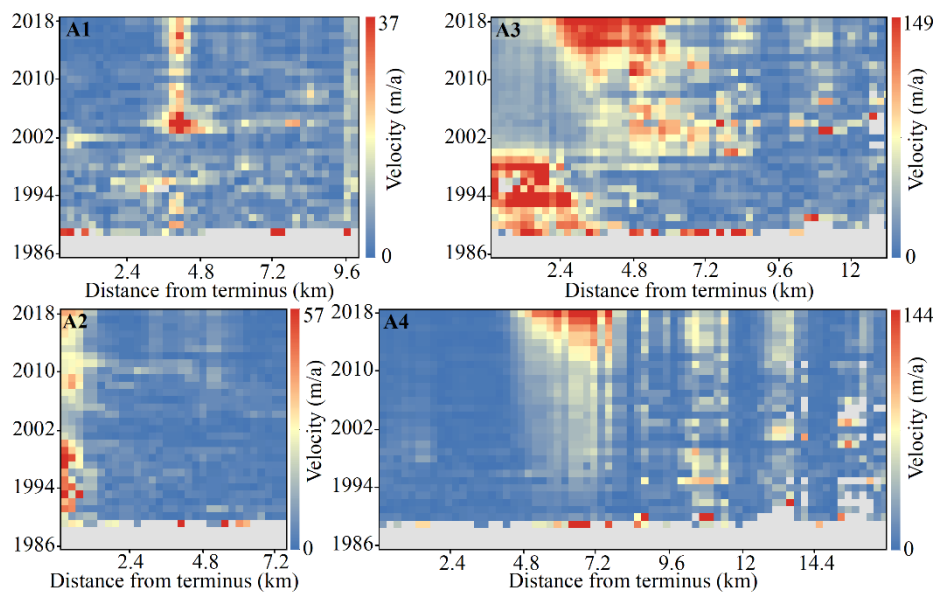 A1
2018
2010
2002
1994
1986
2.4 4.8 7.2 9.6
Distance from terminus (km)
37
Velocity (m/a)
0
A3
2018
2010
2002
1994
1986
2.4 4.8 7.2 9.6 12
Distance from terminus (km)
149
Velocity (m/a)
0
A2
2018
2010
2002
1994
1986
2.4 4.8 7.2
Distance from terminus (km)
57
Velocity (m/a)
0
A4
2018
2010
2002
1994
1986
2.4 4.8 7.2 9.6 12 14.4
Distance from terminus (km)
144
Velocity (m/a)
0